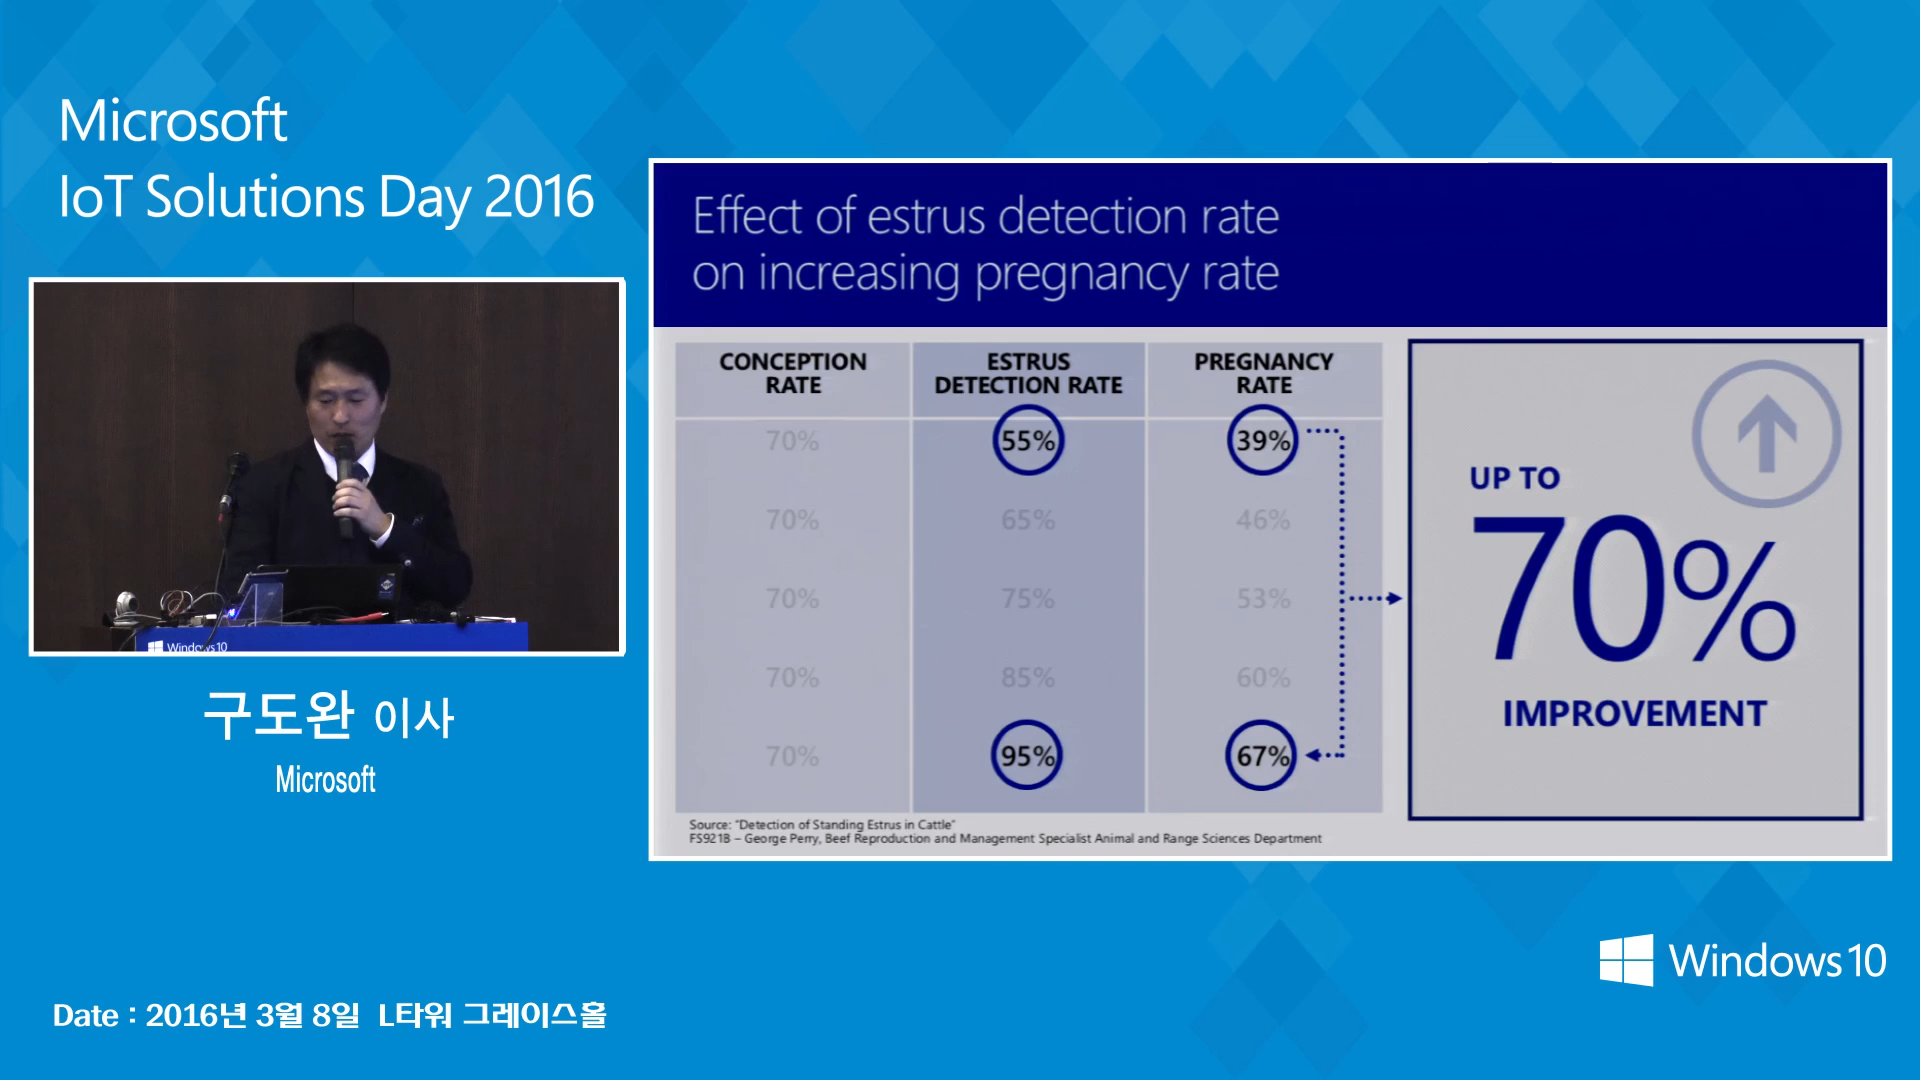 Microsoft
IoT Solutions Day 2016
Windows10
구도완 이사
Microsoft
Effect of estrus detection rate
on increasing pregnancy rate
CONCEPTION RATE ESTRUS DETECTION RATE PREGNANCY RATE
70% 55% 39%
70% 65% 46%
70% 75% 53%
70% 85% 60%
70% 95% 67%
UP TO
70%
IMPROVEMENT
Source: "Detection of Standing Estrus in Cattle"
FS921B – George Perry, Beef Reproduction and Management Specialist Animal and Range Sciences Department
Windows10
Date : 2016년 3월 8일 L타워 그레이스홀